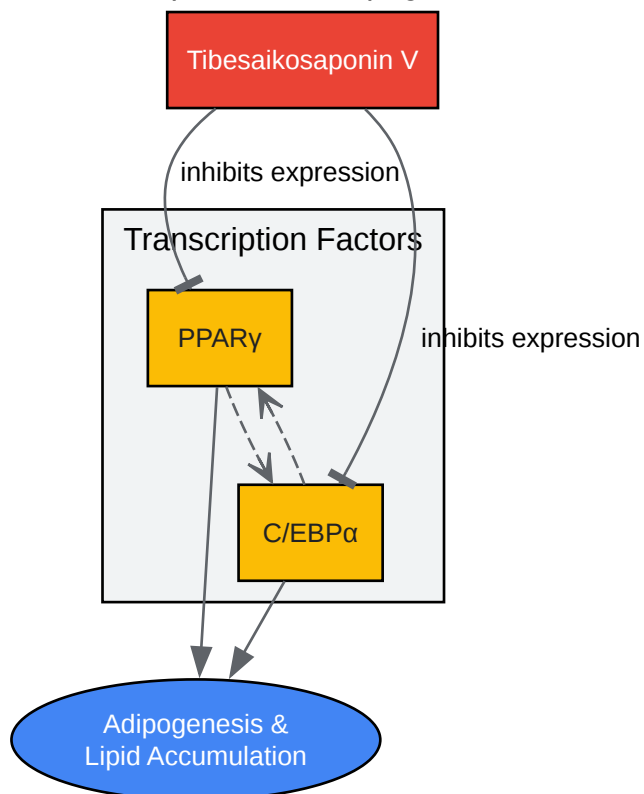 Tibesaikosaponin V
inhibits expression
Transcription Factors
PPARγ
inhibits expression
C/EBPα
Adipogenesis &
Lipid Accumulation